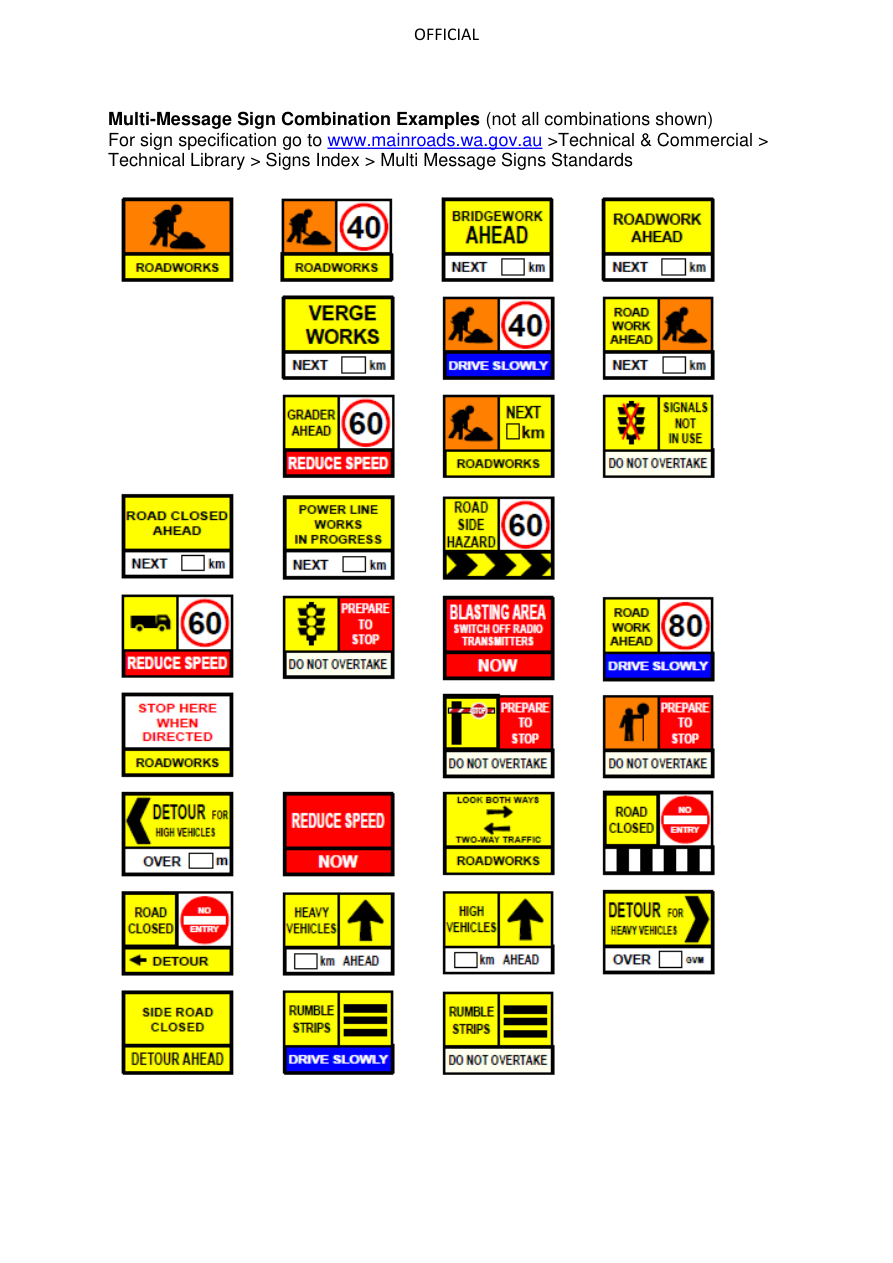 OFFICIAL
Multi-Message Sign Combination Examples (not all combinations shown)
For sign specification go to www.mainroads.wa.gov.au >Technical & Commercial >
Technical Library > Signs Index > Multi Message Signs Standards
ROADWORKS
40
ROADWORKS
BRIDGEWORK
AHEAD
NEXT km
ROADWORK
AHEAD
NEXT km
VERGE
WORKS
NEXT km
40
DRIVE SLOWLY
ROAD
WORK
AHEAD
NEXT km
GRADER
AHEAD
60
REDUCE SPEED
NEXT
km
ROADWORKS
SIGNALS
NOT
IN USE
DO NOT OVERTAKE
ROAD CLOSED
AHEAD
NEXT km
POWER LINE
WORKS
IN PROGRESS
NEXT km
ROAD
SIDE
HAZARD
60
60
REDUCE SPEED
PREPARE
TO
STOP
DO NOT OVERTAKE
BLASTING AREA
SWITCH OFF RADIO
TRANSMITTERS
NOW
ROAD
WORK
AHEAD
80
DRIVE SLOWLY
STOP HERE
WHEN
DIRECTED
ROADWORKS
STOP
PREPARE
TO
STOP
DO NOT OVERTAKE
PREPARE
TO
STOP
DO NOT OVERTAKE
DETOUR FOR
HIGH VEHICLES
OVER m
REDUCE SPEED
NOW
LOOK BOTH WAYS
TWO-WAY TRAFFIC
ROADWORKS
ROAD
CLOSED
NO
ENTRY
ROAD
CLOSED
NO
ENTRY
DETOUR
HEAVY
VEHICLES
km AHEAD
HIGH
VEHICLES
km AHEAD
DETOUR FOR
HEAVY VEHICLES
OVER GVM
SIDE ROAD
CLOSED
DETOUR AHEAD
RUMBLE
STRIPS
DRIVE SLOWLY
RUMBLE
STRIPS
DO NOT OVERTAKE